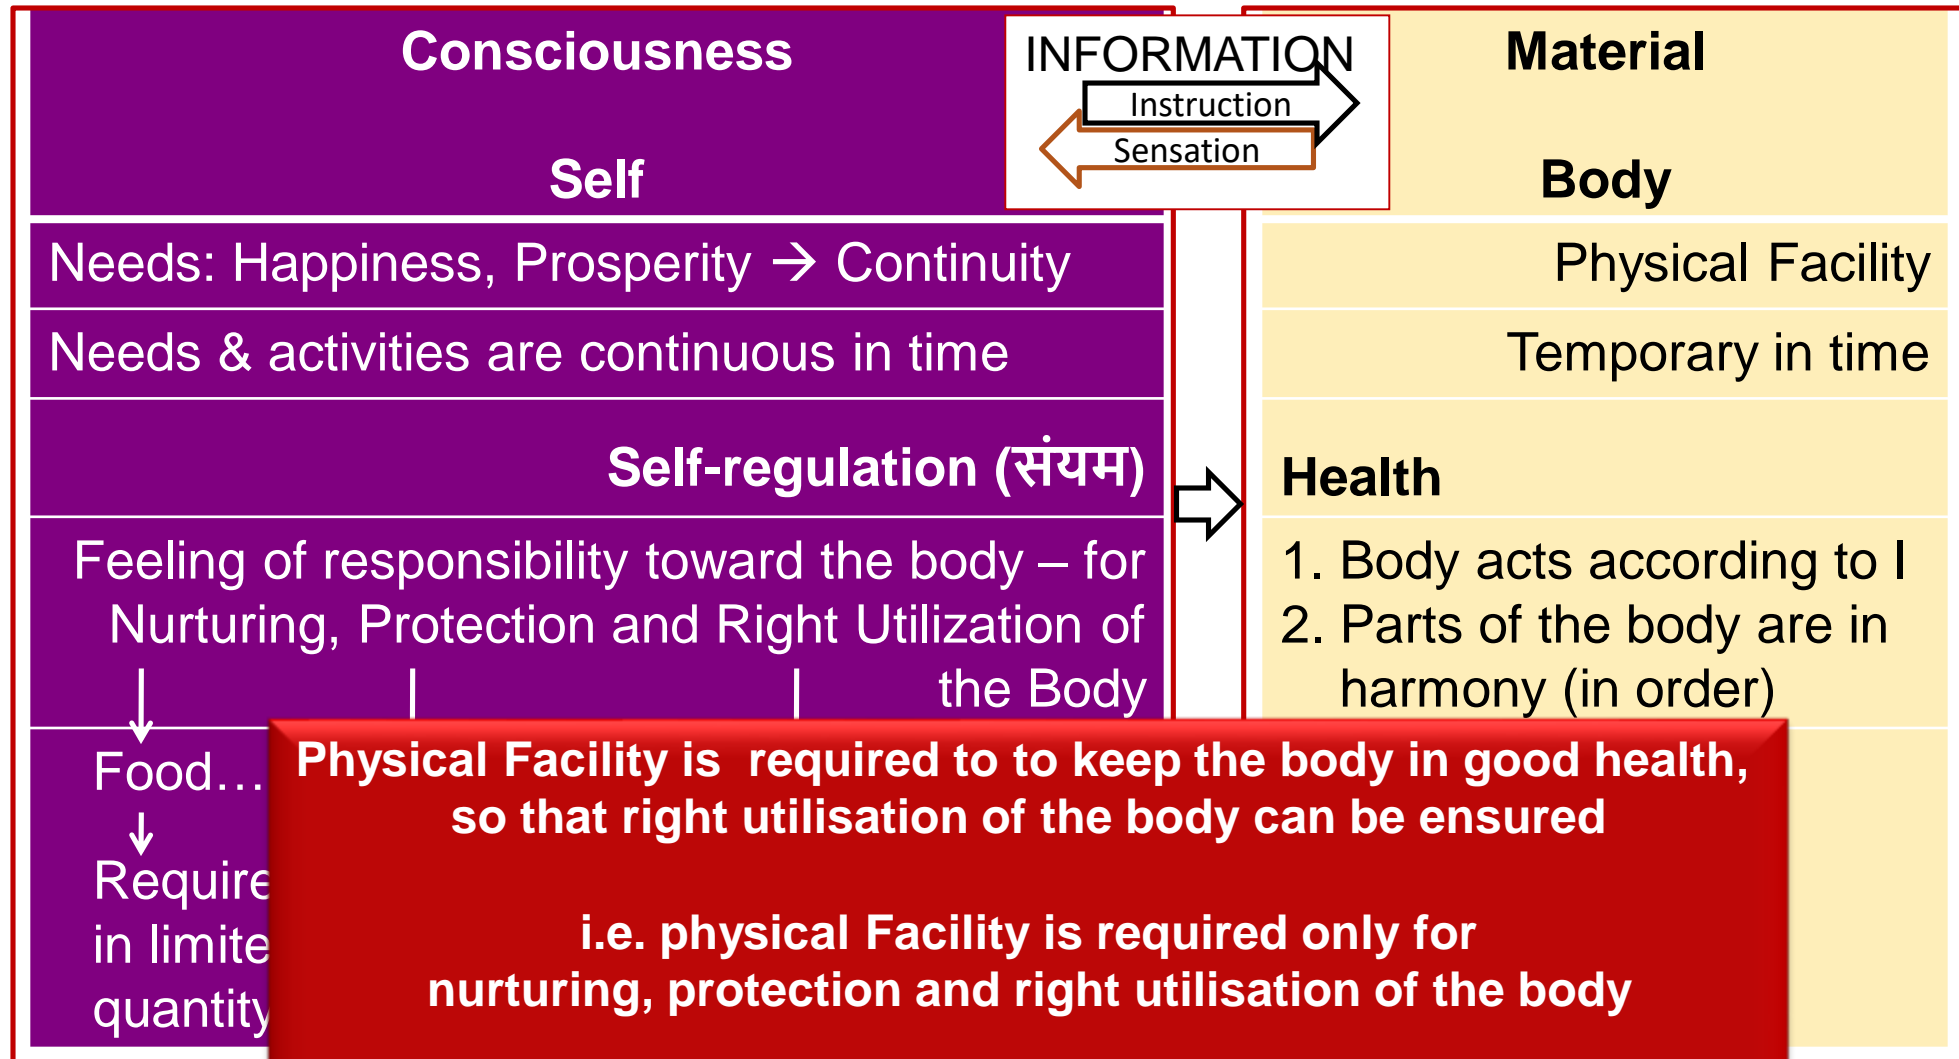 Consciousness
Self
INFORMATION
Instruction
Sensation
Material
Body
Needs: Happiness, Prosperity → Continuity
Physical Facility
Needs & activities are continuous in time
Temporary in time
Self-regulation (संयम)
Health
Feeling of responsibility toward the body – for
Nurturing, Protection and Right Utilization of
the Body
1. Body acts according to I
2. Parts of the body are in
harmony (in order)
Food…
Require
in limite
quantity
Physical Facility is required to to keep the body in good health,
so that right utilisation of the body can be ensured
i.e. physical Facility is required only for
nurturing, protection and right utilisation of the body